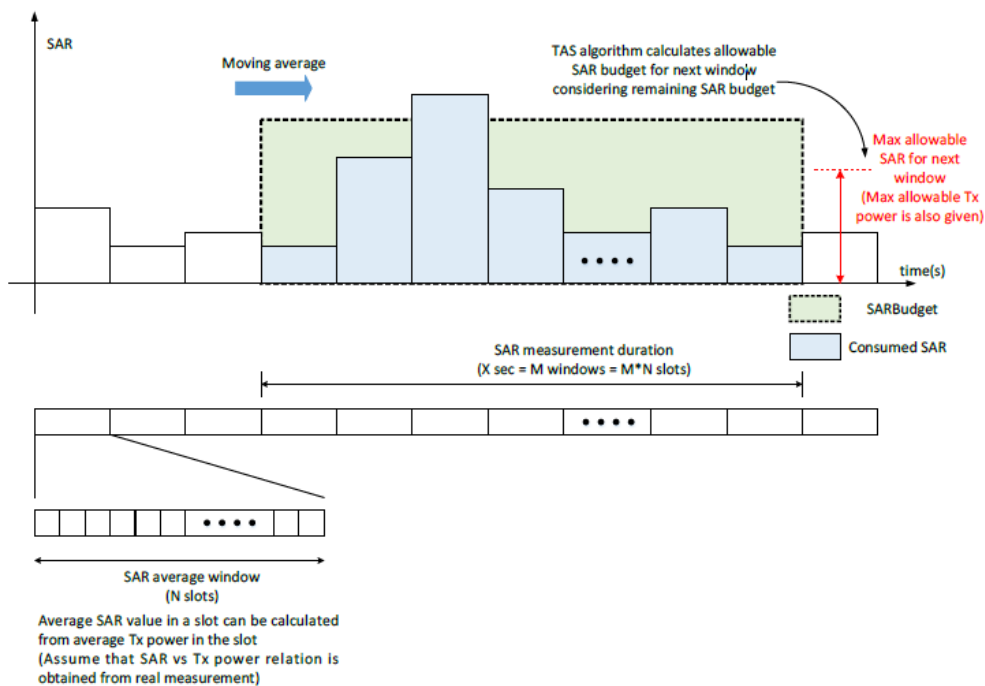 SAR
Moving average
TAS algorithm calculates allowable
SAR budget for next window
considering remaining SAR budget
Max allowable
SAR for next
window
(Max allowable Tx
power is also given)
time(s)
SARBudget
Consumed SAR
SAR measurement duration
(X sec = M windows = M*N slots)
SAR average window
(N slots)
Average SAR value in a slot can be calculated
from average Tx power in the slot
(Assume that SAR vs Tx power relation is
obtained from real measurement)